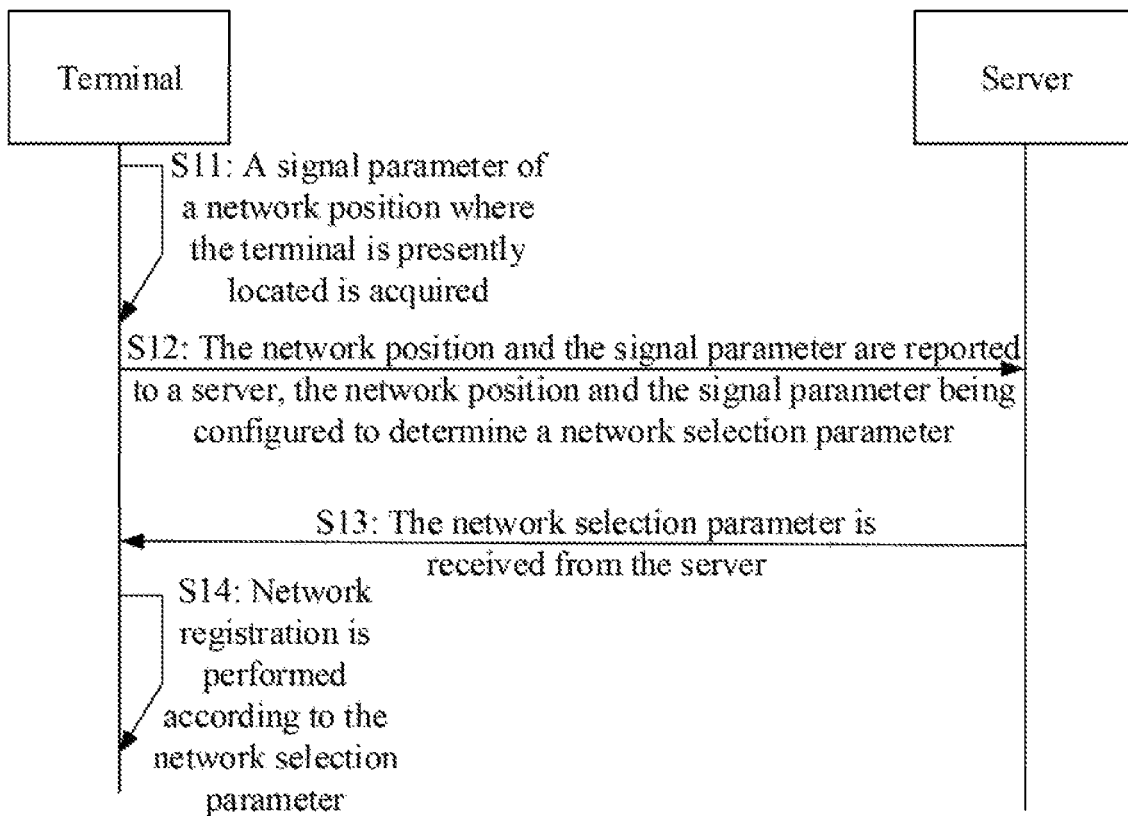 Terminal
Server
S11: A signal parameter of
a network position where
the terminal is presently
located is acquired
S12: The network position and the signal parameter are reported
to a server, the network position and the signal parameter being
configured to determine a network selection parameter
S13: The network selection parameter is
received from the server
S14: Network
registration is
performed
according to the
network selection
parameter